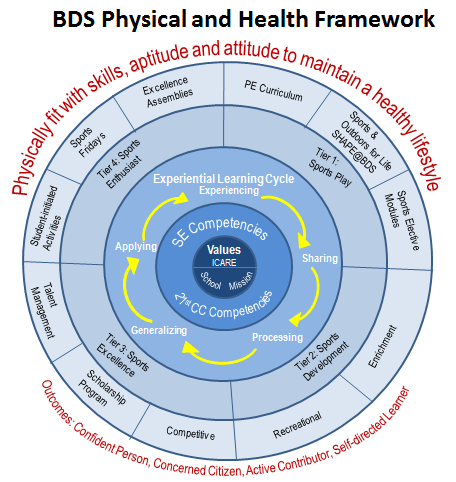 BDS Physical and Health Framework
Physically fit with skills, aptitude and attitude to maintain a healthy lifestyle
Excellence
Assemblies
PE Curriculum
Sports &
Outdoors for Life
SHAPE@BDS
Sports Elective
Modules
Enrichment
Recreational
Competitive
Scholarship
Program
Talent
Management
Student-initiated
Activities
Sports
Friday's
Tier 4: Sports
Enthusiast
Tier 1:
Sports Play
Tier 2: Sports
Development
Tier 3: Sports
Excellence
Experiential Learning Cycle
Experiencing
Sharing
Processing
Generalizing
Applying
SE Competencies
Values
ICARE
School Mission
21st CC Competencies
Outcomes: Confident Person, Concerned Citizen, Active Contributor, Self-directed Learner